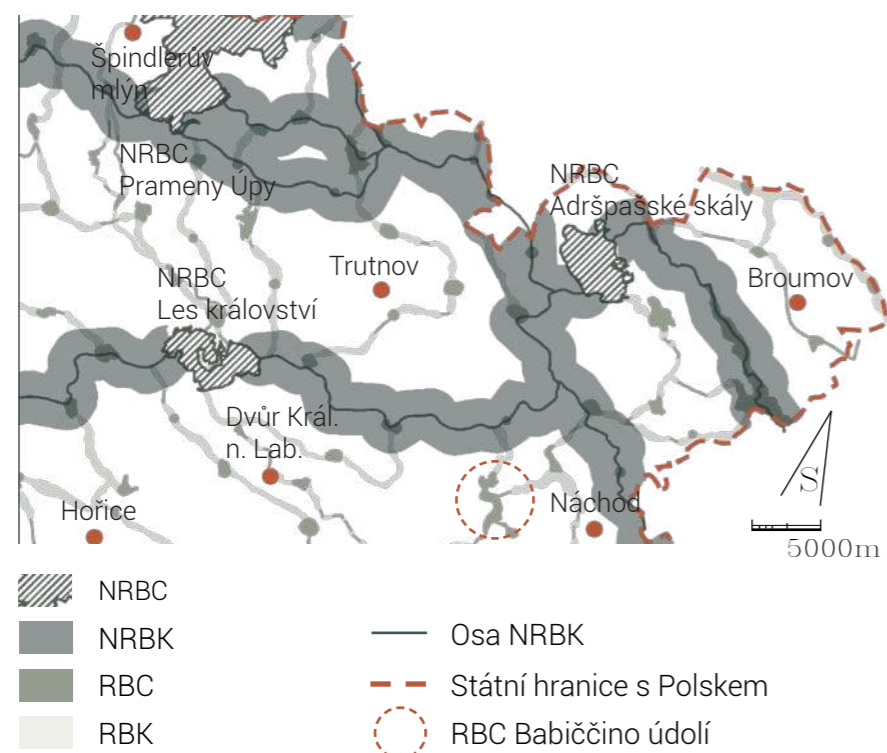 Špindlerův
mlýn
NRBC
Prameny Úpy
NRBC
Adršpašské skály
NRBC
Les království
Trutnov
Broumov
Dvůr Král.
n. Lab.
Hořice
Náchod
S
5000m
NRBC
NRBK
RBC
RBK
Osa NRBK
Státní hranice s Polskem
RBC Babiččino údolí